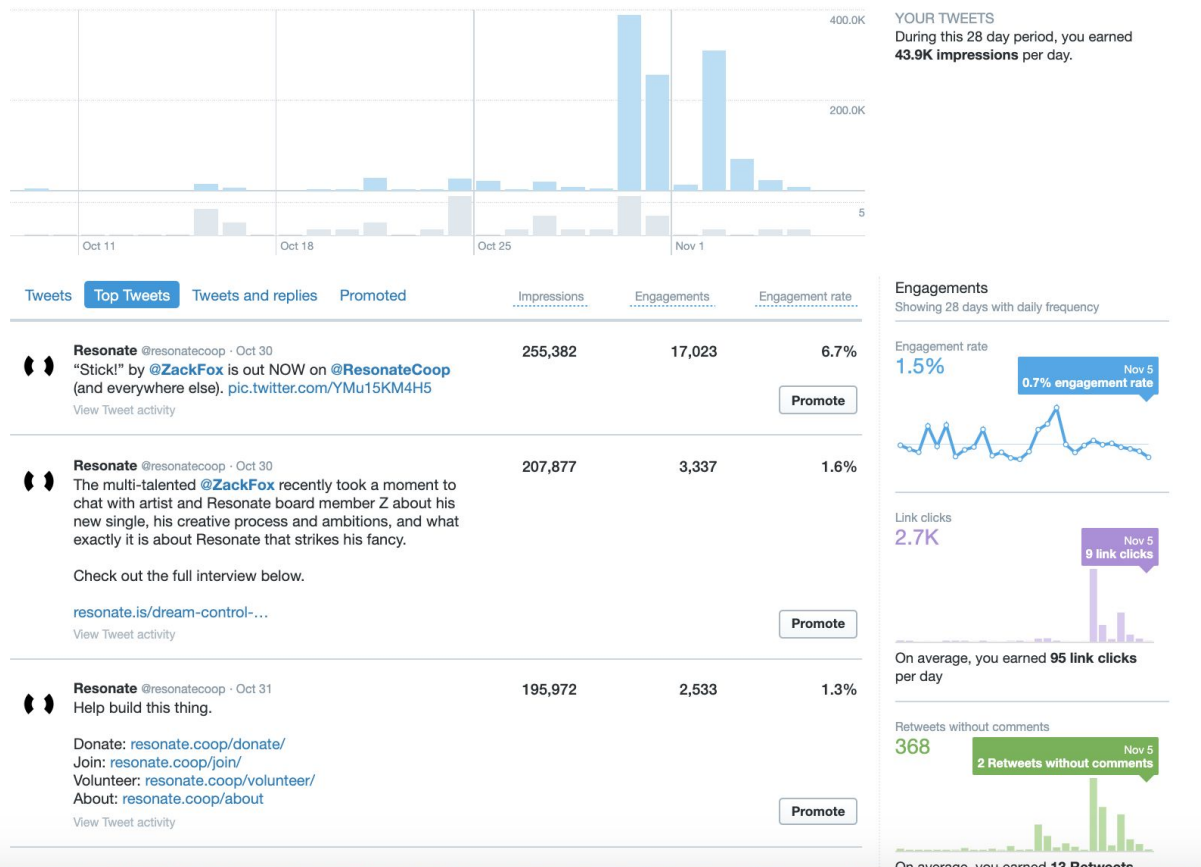 400.0K
200.0K
5
Oct 11
Oct 18
Oct 25
Nov 1
YOUR TWEETS
During this 28 day period, you earned
43.9K impressions per day.
Tweets Top Tweets Tweets and replies Promoted Impressions Engagements Engagement rate
Resonate @resonatecoop · Oct 30
“Stick!” by @ZackFox is out NOW on @ResonateCoop
(and everywhere else). pic.twitter.com/YMu15KM4H5
View Tweet activity
255,382 17,023 6.7%
Promote
Resonate @resonatecoop · Oct 30
The multi-talented @ZackFox recently took a moment to
chat with artist and Resonate board member Z about his
new single, his creative process and ambitions, and what
exactly it is about Resonate that strikes his fancy.
Check out the full interview below.
resonate.is/dream-control-…
View Tweet activity
207,877 3,337 1.6%
Promote
Resonate @resonatecoop · Oct 31
Help build this thing.
Donate: resonate.coop/donate/
Join: resonate.coop/join/
Volunteer: resonate.coop/volunteer/
About: resonate.coop/about
View Tweet activity
195,972 2,533 1.3%
Promote
Engagements
Showing 28 days with daily frequency
Engagement rate
1.5%
Nov 5
0.7% engagement rate
Link clicks
2.7K
Nov 5
9 link clicks
On average, you earned 95 link clicks
per day
Retweets without comments
368
Nov 5
2 Retweets without comments
On average, you earned 13 Retweets